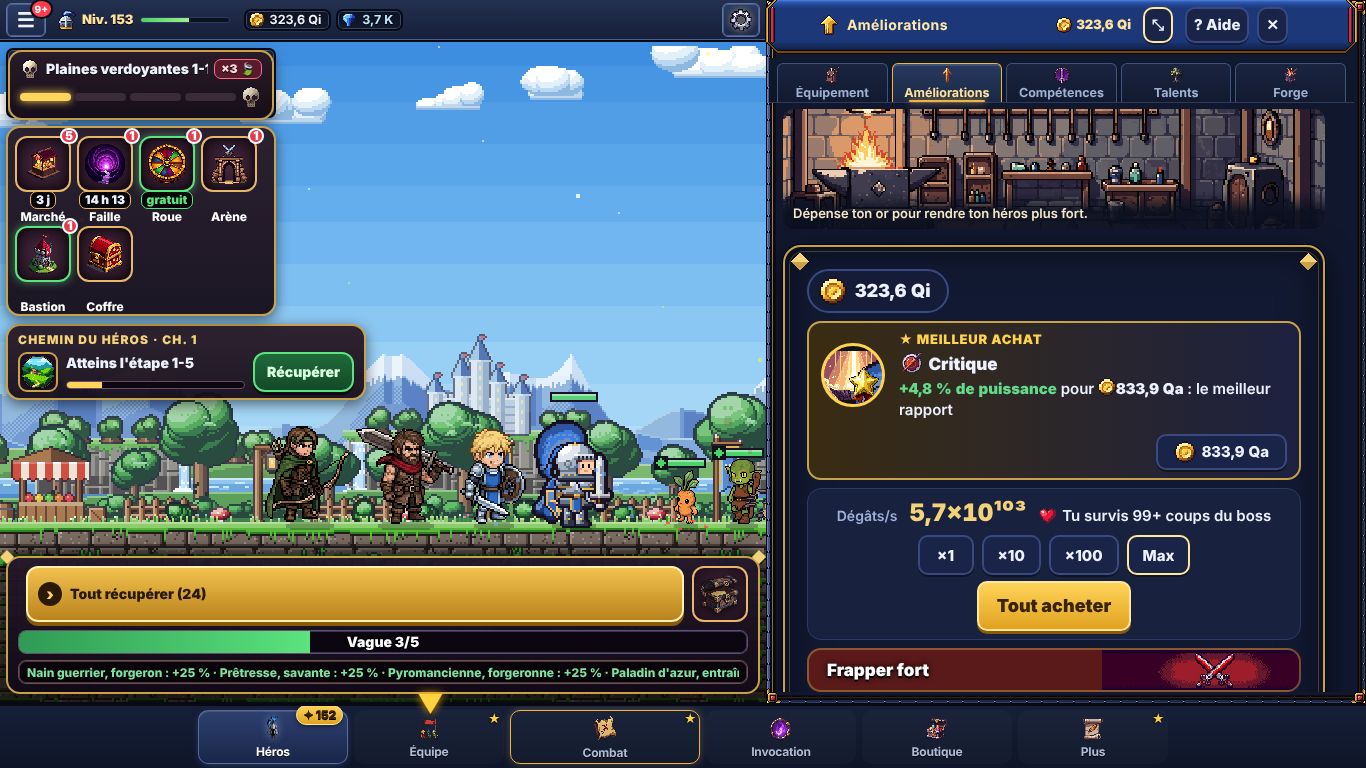 9+
Niv. 153
323,6 Qi
3,7 K
Plaines verdoyantes 1-1
×3
5
1
1
1
3 j
14 h 13
gratuit
Marché
Faille
Roue
Arène
1
Bastion
Coffre
CHEMIN DU HÉROS · CH. 1
Atteins l'étape 1-5
Récupérer
Tout récupérer (24)
Vague 3/5
Nain guerrier, forgeron : +25 % · Prêtresse, savante : +25 % · Pyromancienne, forgeronne : +25 % · Paladin d'azur,
Améliorations
323,6 Qi
? Aide
×
Équipement
Améliorations
Compétences
Talents
Forge
Dépense ton or pour rendre ton héros plus fort.
323,6 Qi
★ MEILLEUR ACHAT
Critique
+4,8 % de puissance pour 833,9 Qa : le meilleur
rapport
833,9 Qa
Dégâts/s 5,7×10¹⁰³ Tu survis 99+ coups du boss
×1
×10
×100
Max
Tout acheter
Frapper fort
152
Héros
Équipe
Combat
Invocation
Boutique
Plus